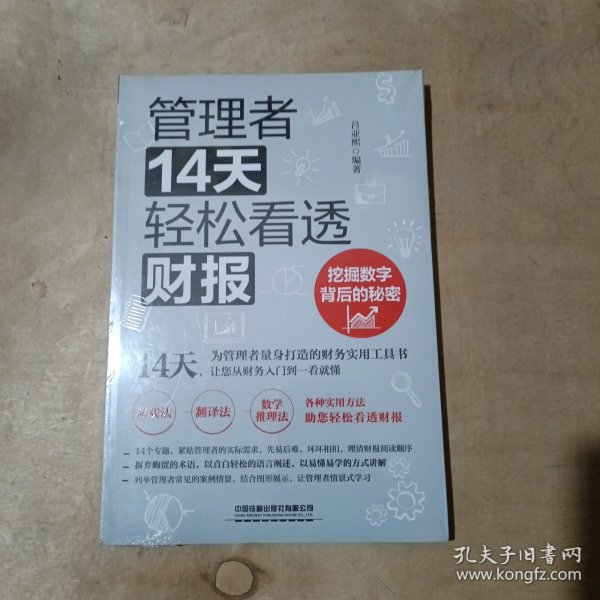 管理者
14天
轻松看透
财报
吕亚熙◎编著
挖掘数字
背后的秘密
14天,
为管理者量身打造的财务实用工具书
让您从财务入门到一看就懂
翻译法
数学
推理法
各种实用方法
助您轻松看透财报
14个专题,紧贴管理者的实际需求,先易后难、环环相扣,理清财报阅读顺序
摒弃晦涩的术语,以直白轻松的语言阐述,以易懂易学的方式讲解
列举管理者常见的案例情景,结合图形展示,让管理者情景式学习
中国铁道出版社有限公司
CHINA RAILWAY PUBLISHING HOUSE CO., LTD.
孔夫子旧书网
www.kongfz.com